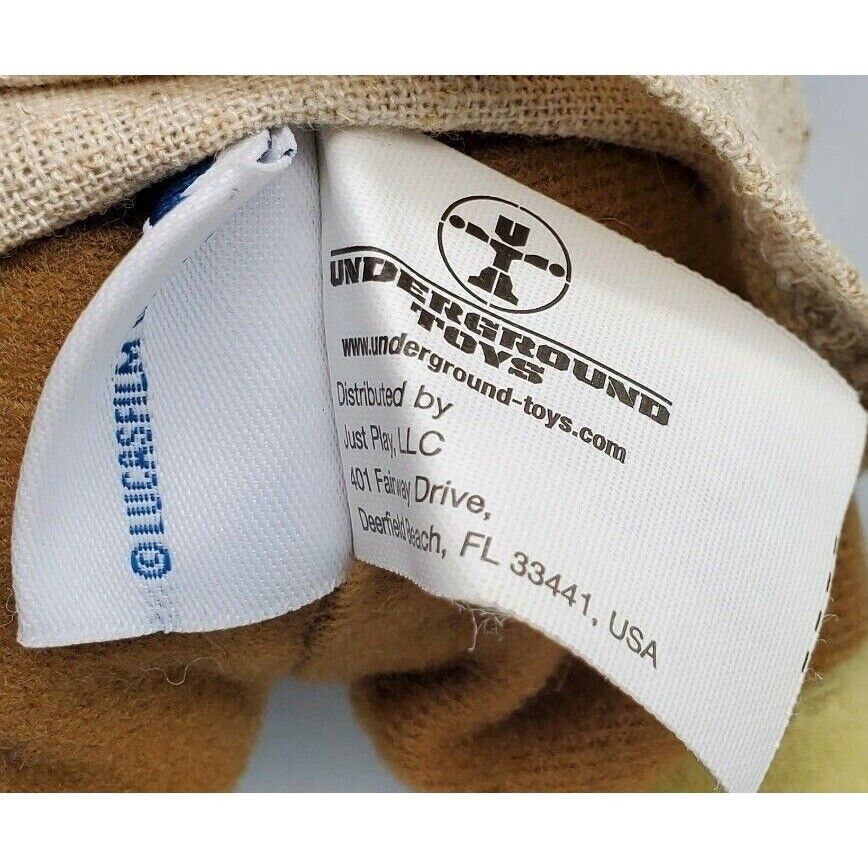 © LUCASFILM
UT
UNDERGROUND
TOYS
www.underground-toys.com
Distributed by
Just Play, LLC
401 Fairway Drive,
Deerfield Beach, FL 33441, USA